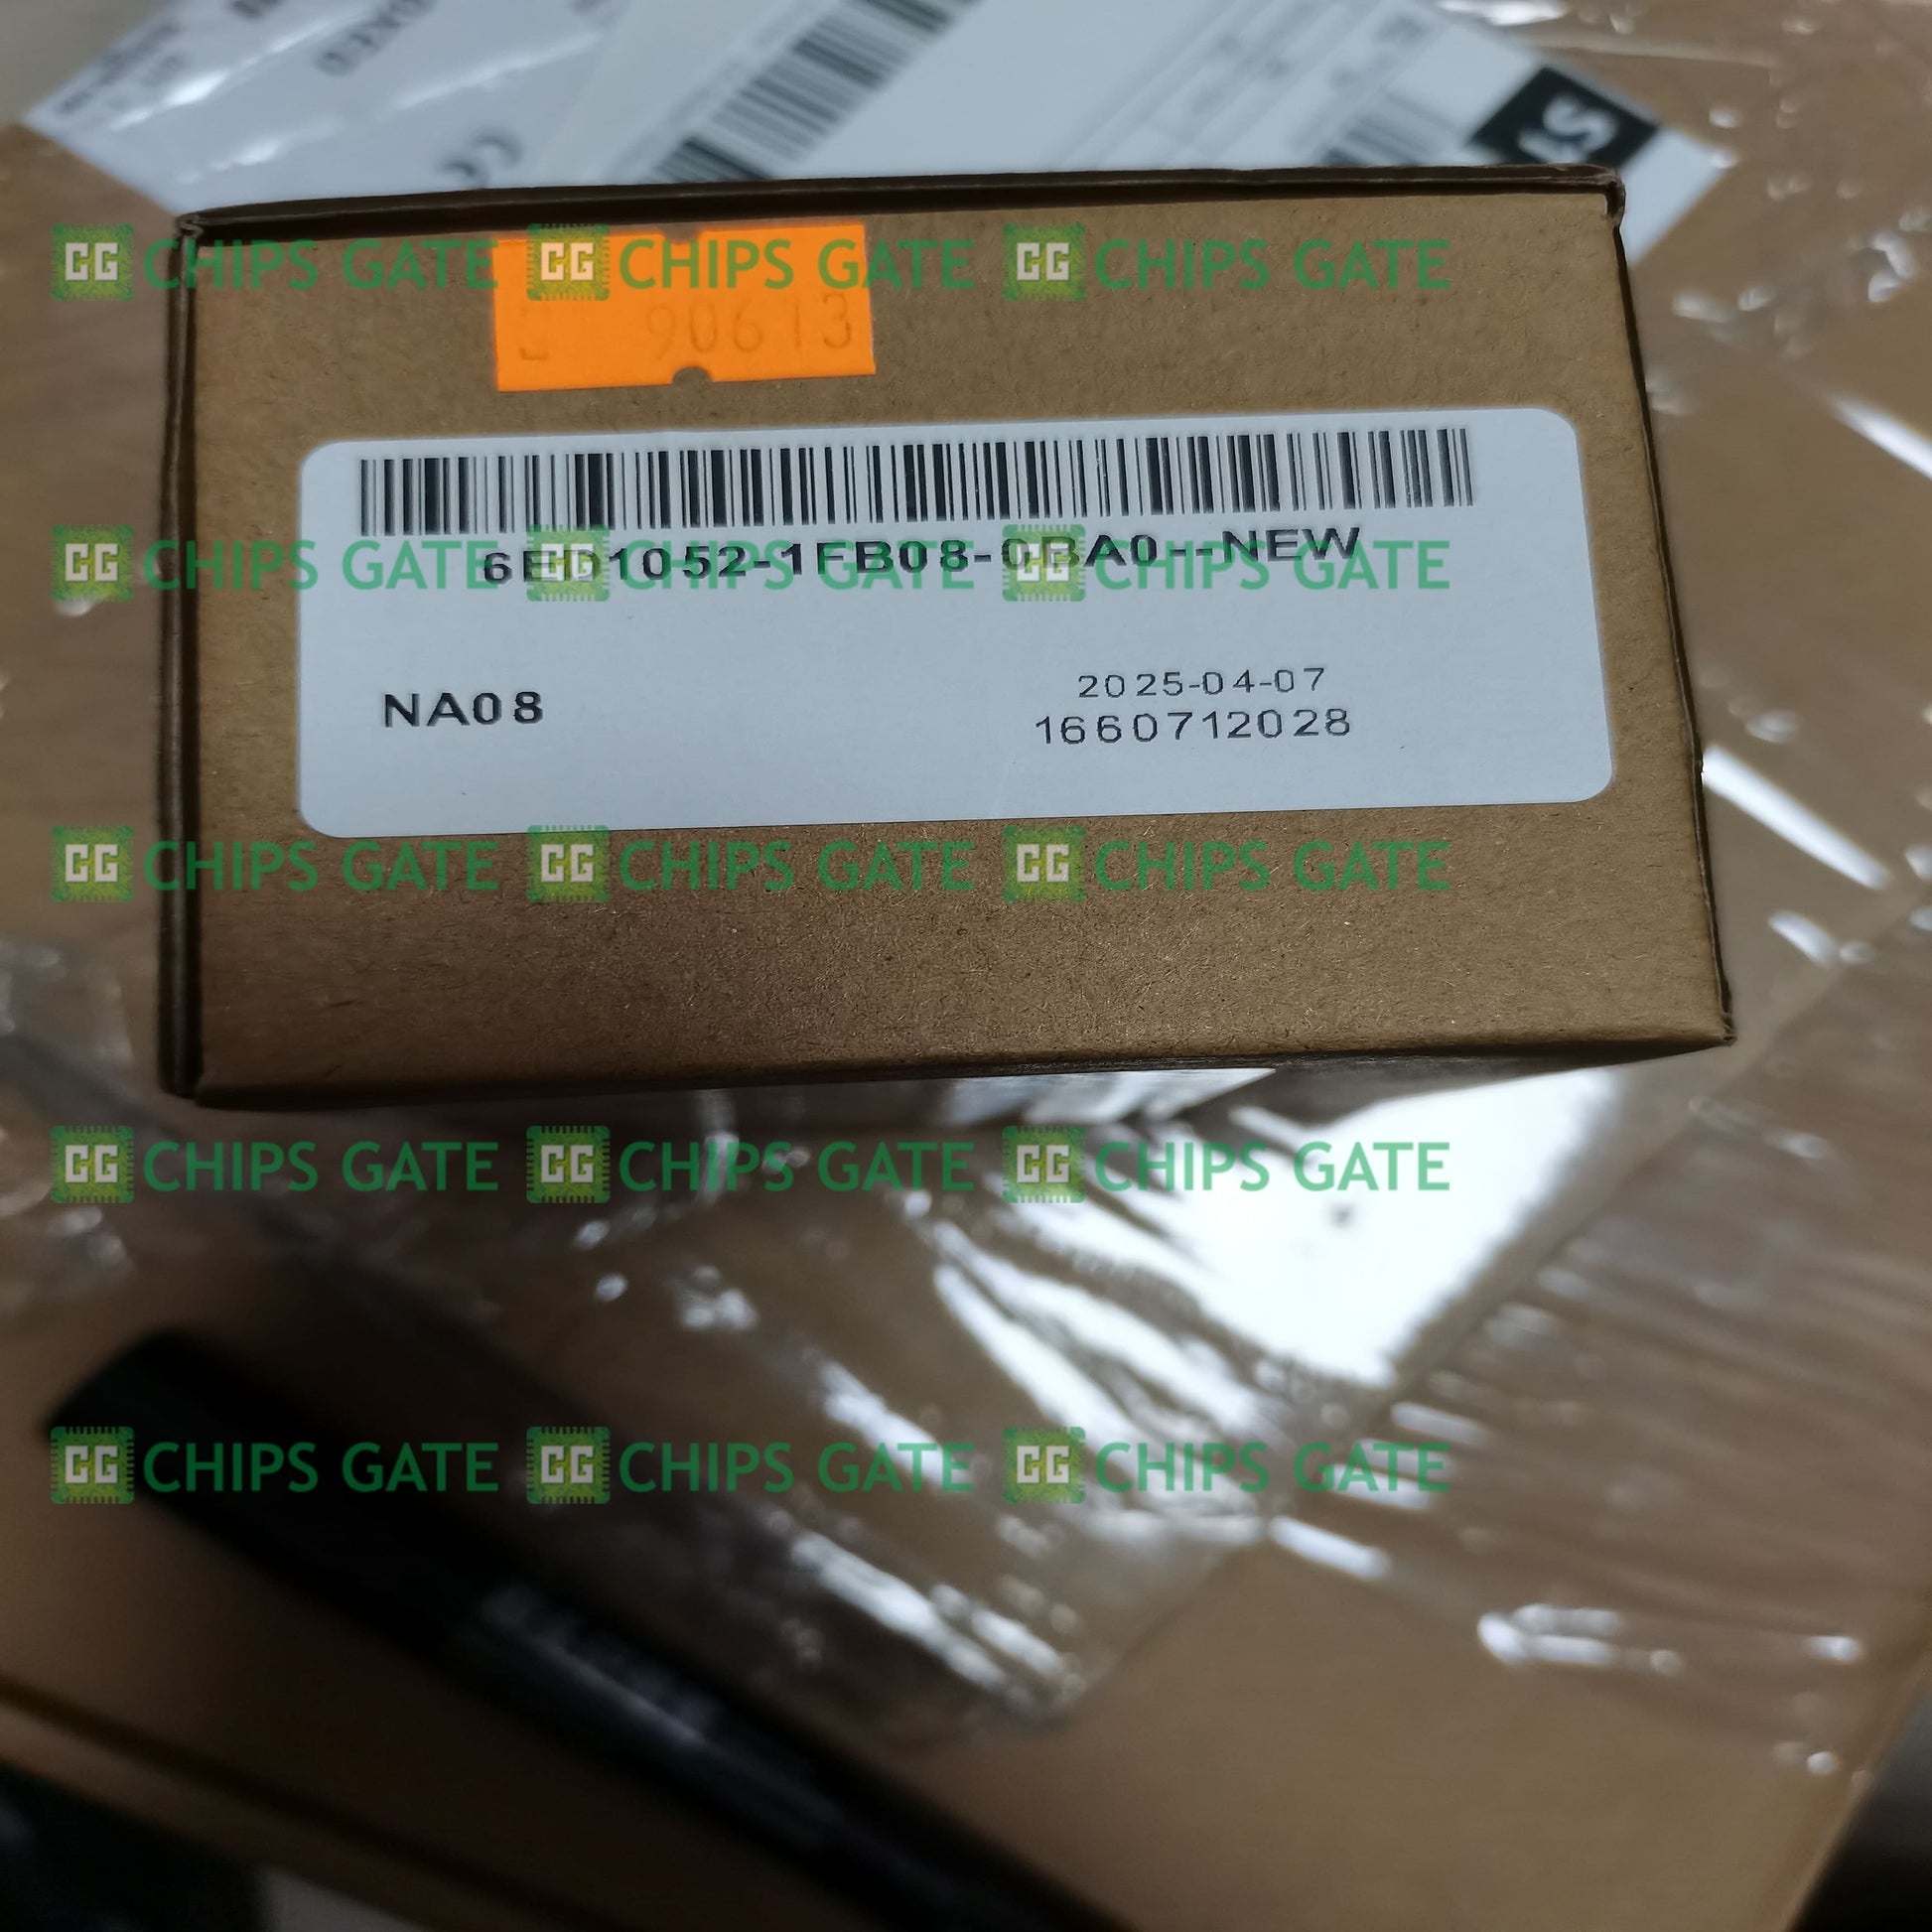 CG CHIPS GATE CG CHIPS GATE CG CHIPS GATE
90613
6ED1052-1FB08-0BA0--NEW
CG CHIPS GATE CG CHIPS GATE CG CHIPS GATE
2025-04-07
NA08
1660712028
CG CHIPS GATE CG CHIPS GATE CG CHIPS GATE
CG CHIPS GATE CG CHIPS GATE CG CHIPS GATE
CG CHIPS GATE CG CHIPS GATE CG CHIPS GATE